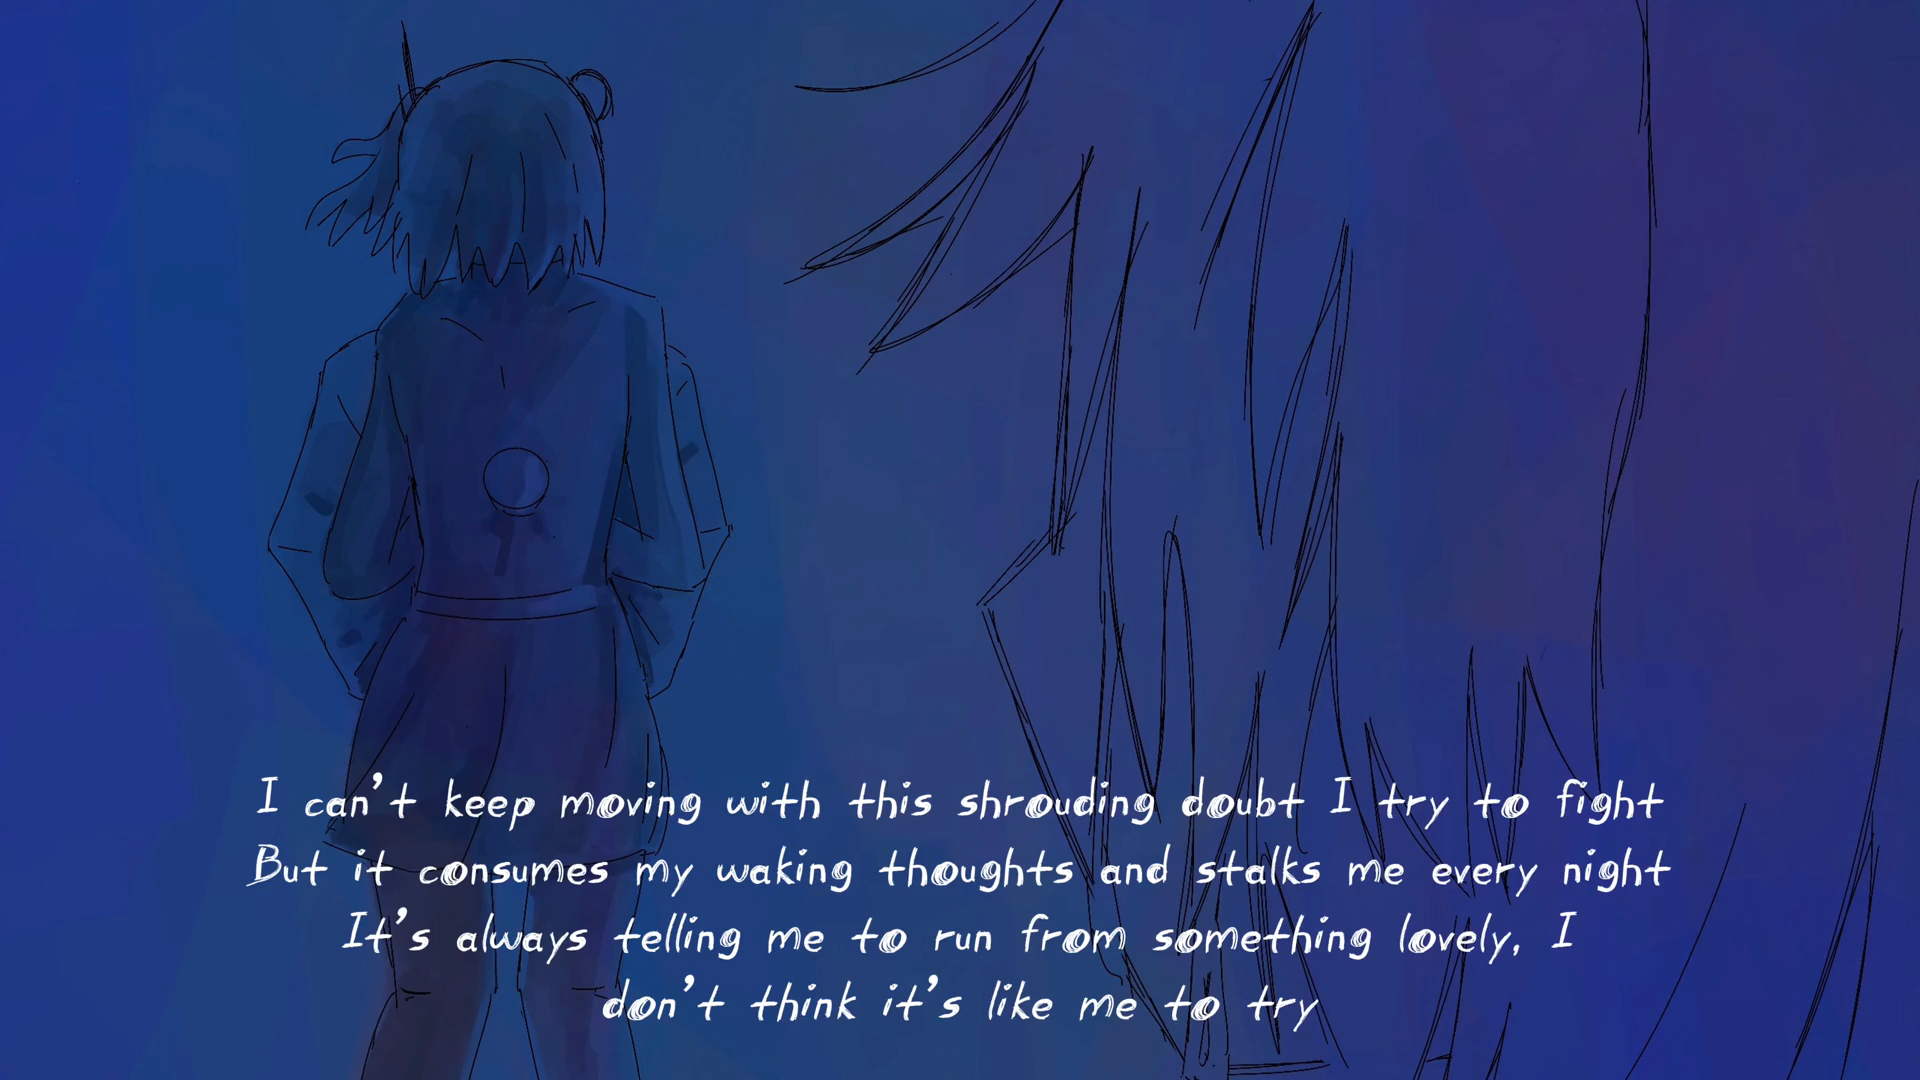 I can't keep moving with this shrouding doubt I try to fight
But it consumes my waking thoughts and stalks me every night
It's always telling me to run from something lovely, I
don't think it's like me to try